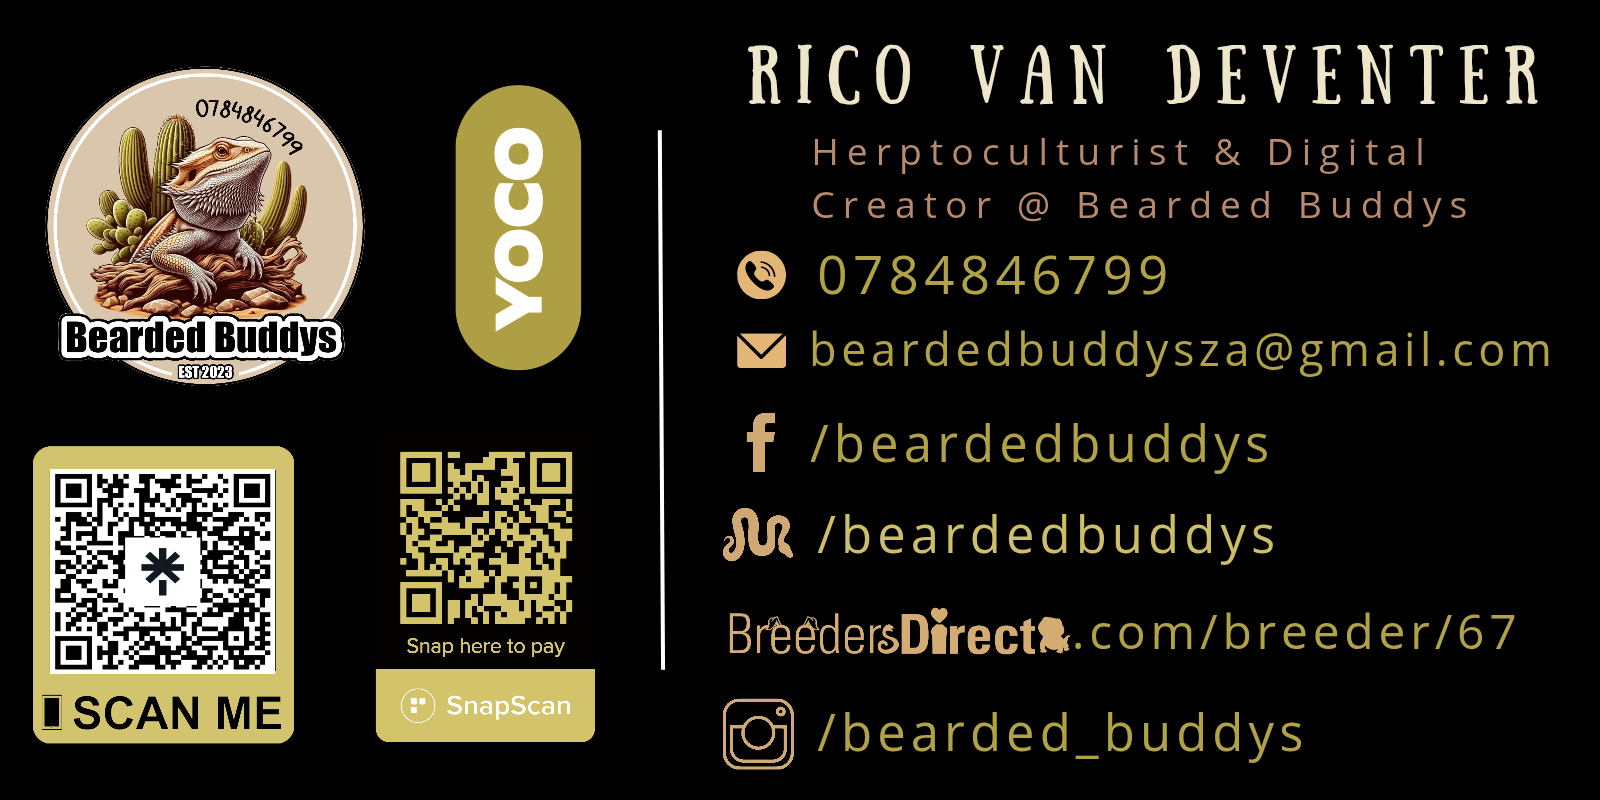 0784846799
Bearded Buddys
EST 2023
YOCO
SCAN ME
Snap here to pay
SnapScan
RICO VAN DEVENTER
Herptoculturist & Digital
Creator @ Bearded Buddys
0784846799
beardedbuddysza@gmail.com
/beardedbuddys
/beardedbuddys
BreedersDirect.com/breeder/67
/bearded_buddys